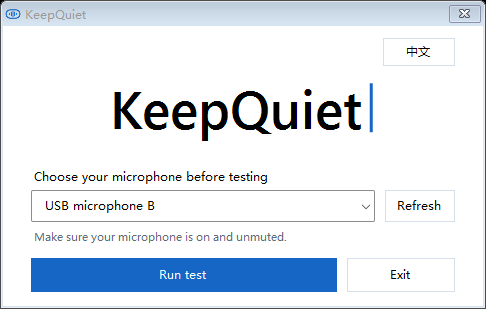 KeepQuiet
中文
KeepQuiet
Choose your microphone before testing
USB microphone B
Refresh
Make sure your microphone is on and unmuted.
Run test
Exit